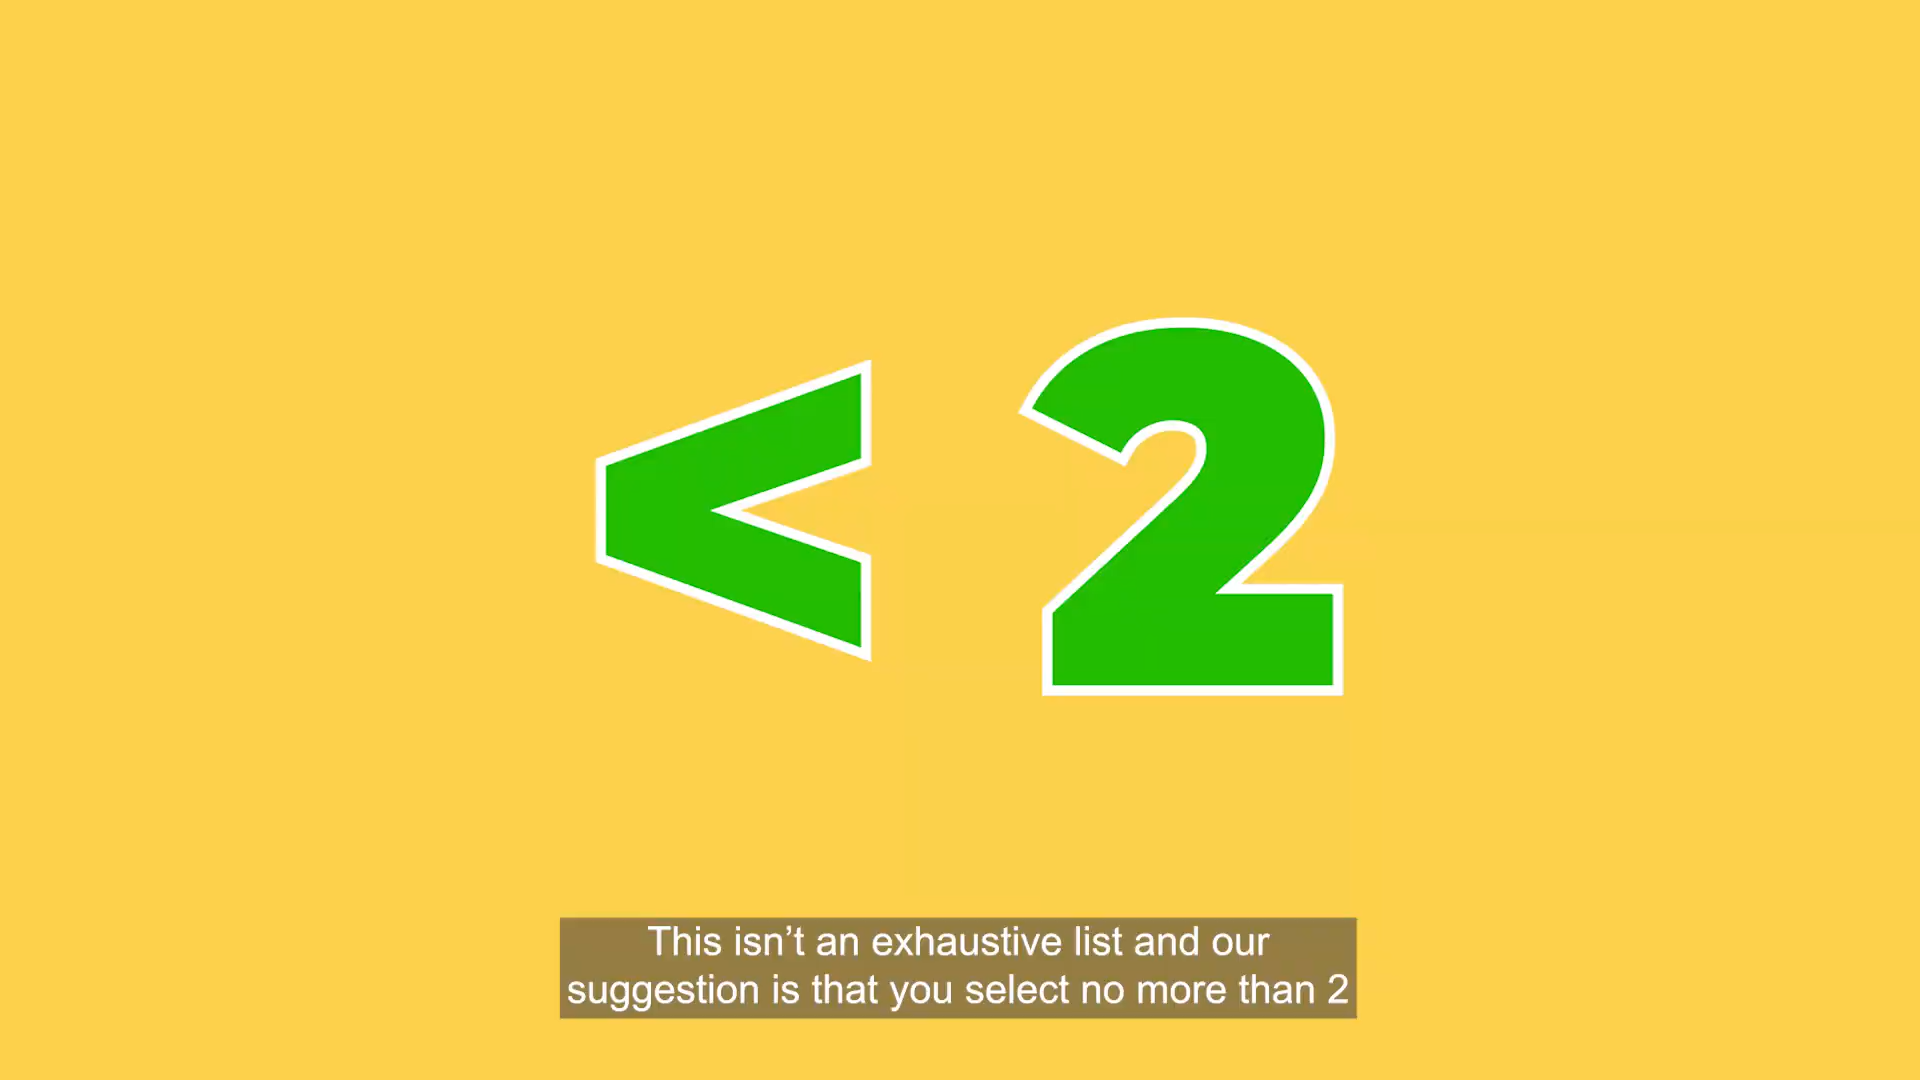 < 2
This isn’t an exhaustive list and our
suggestion is that you select no more than 2